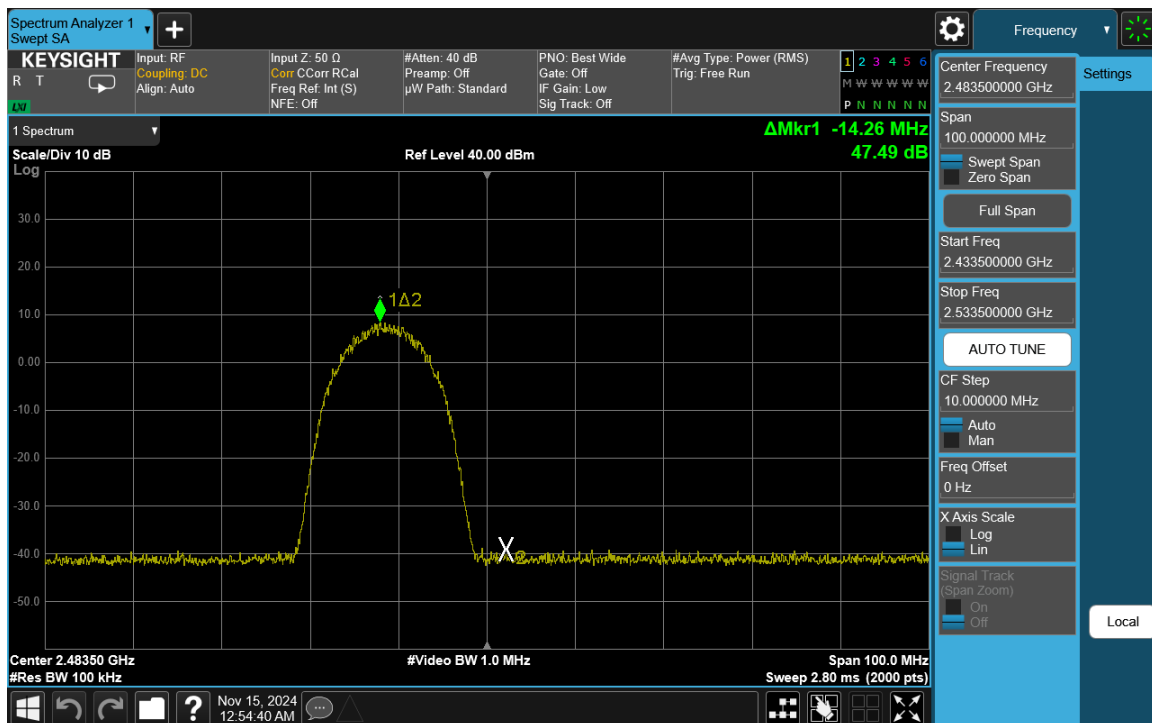 Spectrum Analyzer 1
Swept SA
Frequency
KEYSIGHT
R T
LXI
Input: RF
Coupling: DC
Align: Auto
Input Z: 50 Ω
Corr CCorr RCal
Freq Ref: Int (S)
NFE: Off
#Atten: 40 dB
Preamp: Off
µW Path: Standard
PNO: Best Wide
Gate: Off
IF Gain: Low
Sig Track: Off
#Avg Type: Power (RMS)
Trig: Free Run
1 2 3 4 5 6
M W W W W W
P N N N N N
1 Spectrum
Scale/Div 10 dB
Ref Level 40.00 dBm
ΔMkr1 -14.26 MHz
47.49 dB
Log
30.0
20.0
10.0
0.00
-10.0
-20.0
-30.0
-40.0
-50.0
1Δ2
X2
Center 2.48350 GHz
#Res BW 100 kHz
#Video BW 1.0 MHz
Span 100.0 MHz
Sweep 2.80 ms (2000 pts)
Nov 15, 2024
12:54:40 AM
Center Frequency
2.483500000 GHz
Span
100.000000 MHz
Swept Span
Zero Span
Full Span
Start Freq
2.433500000 GHz
Stop Freq
2.533500000 GHz
AUTO TUNE
CF Step
10.000000 MHz
Auto
Man
Freq Offset
0 Hz
X Axis Scale
Log
Lin
Signal Track
(Span Zoom)
On
Off
Settings
Local